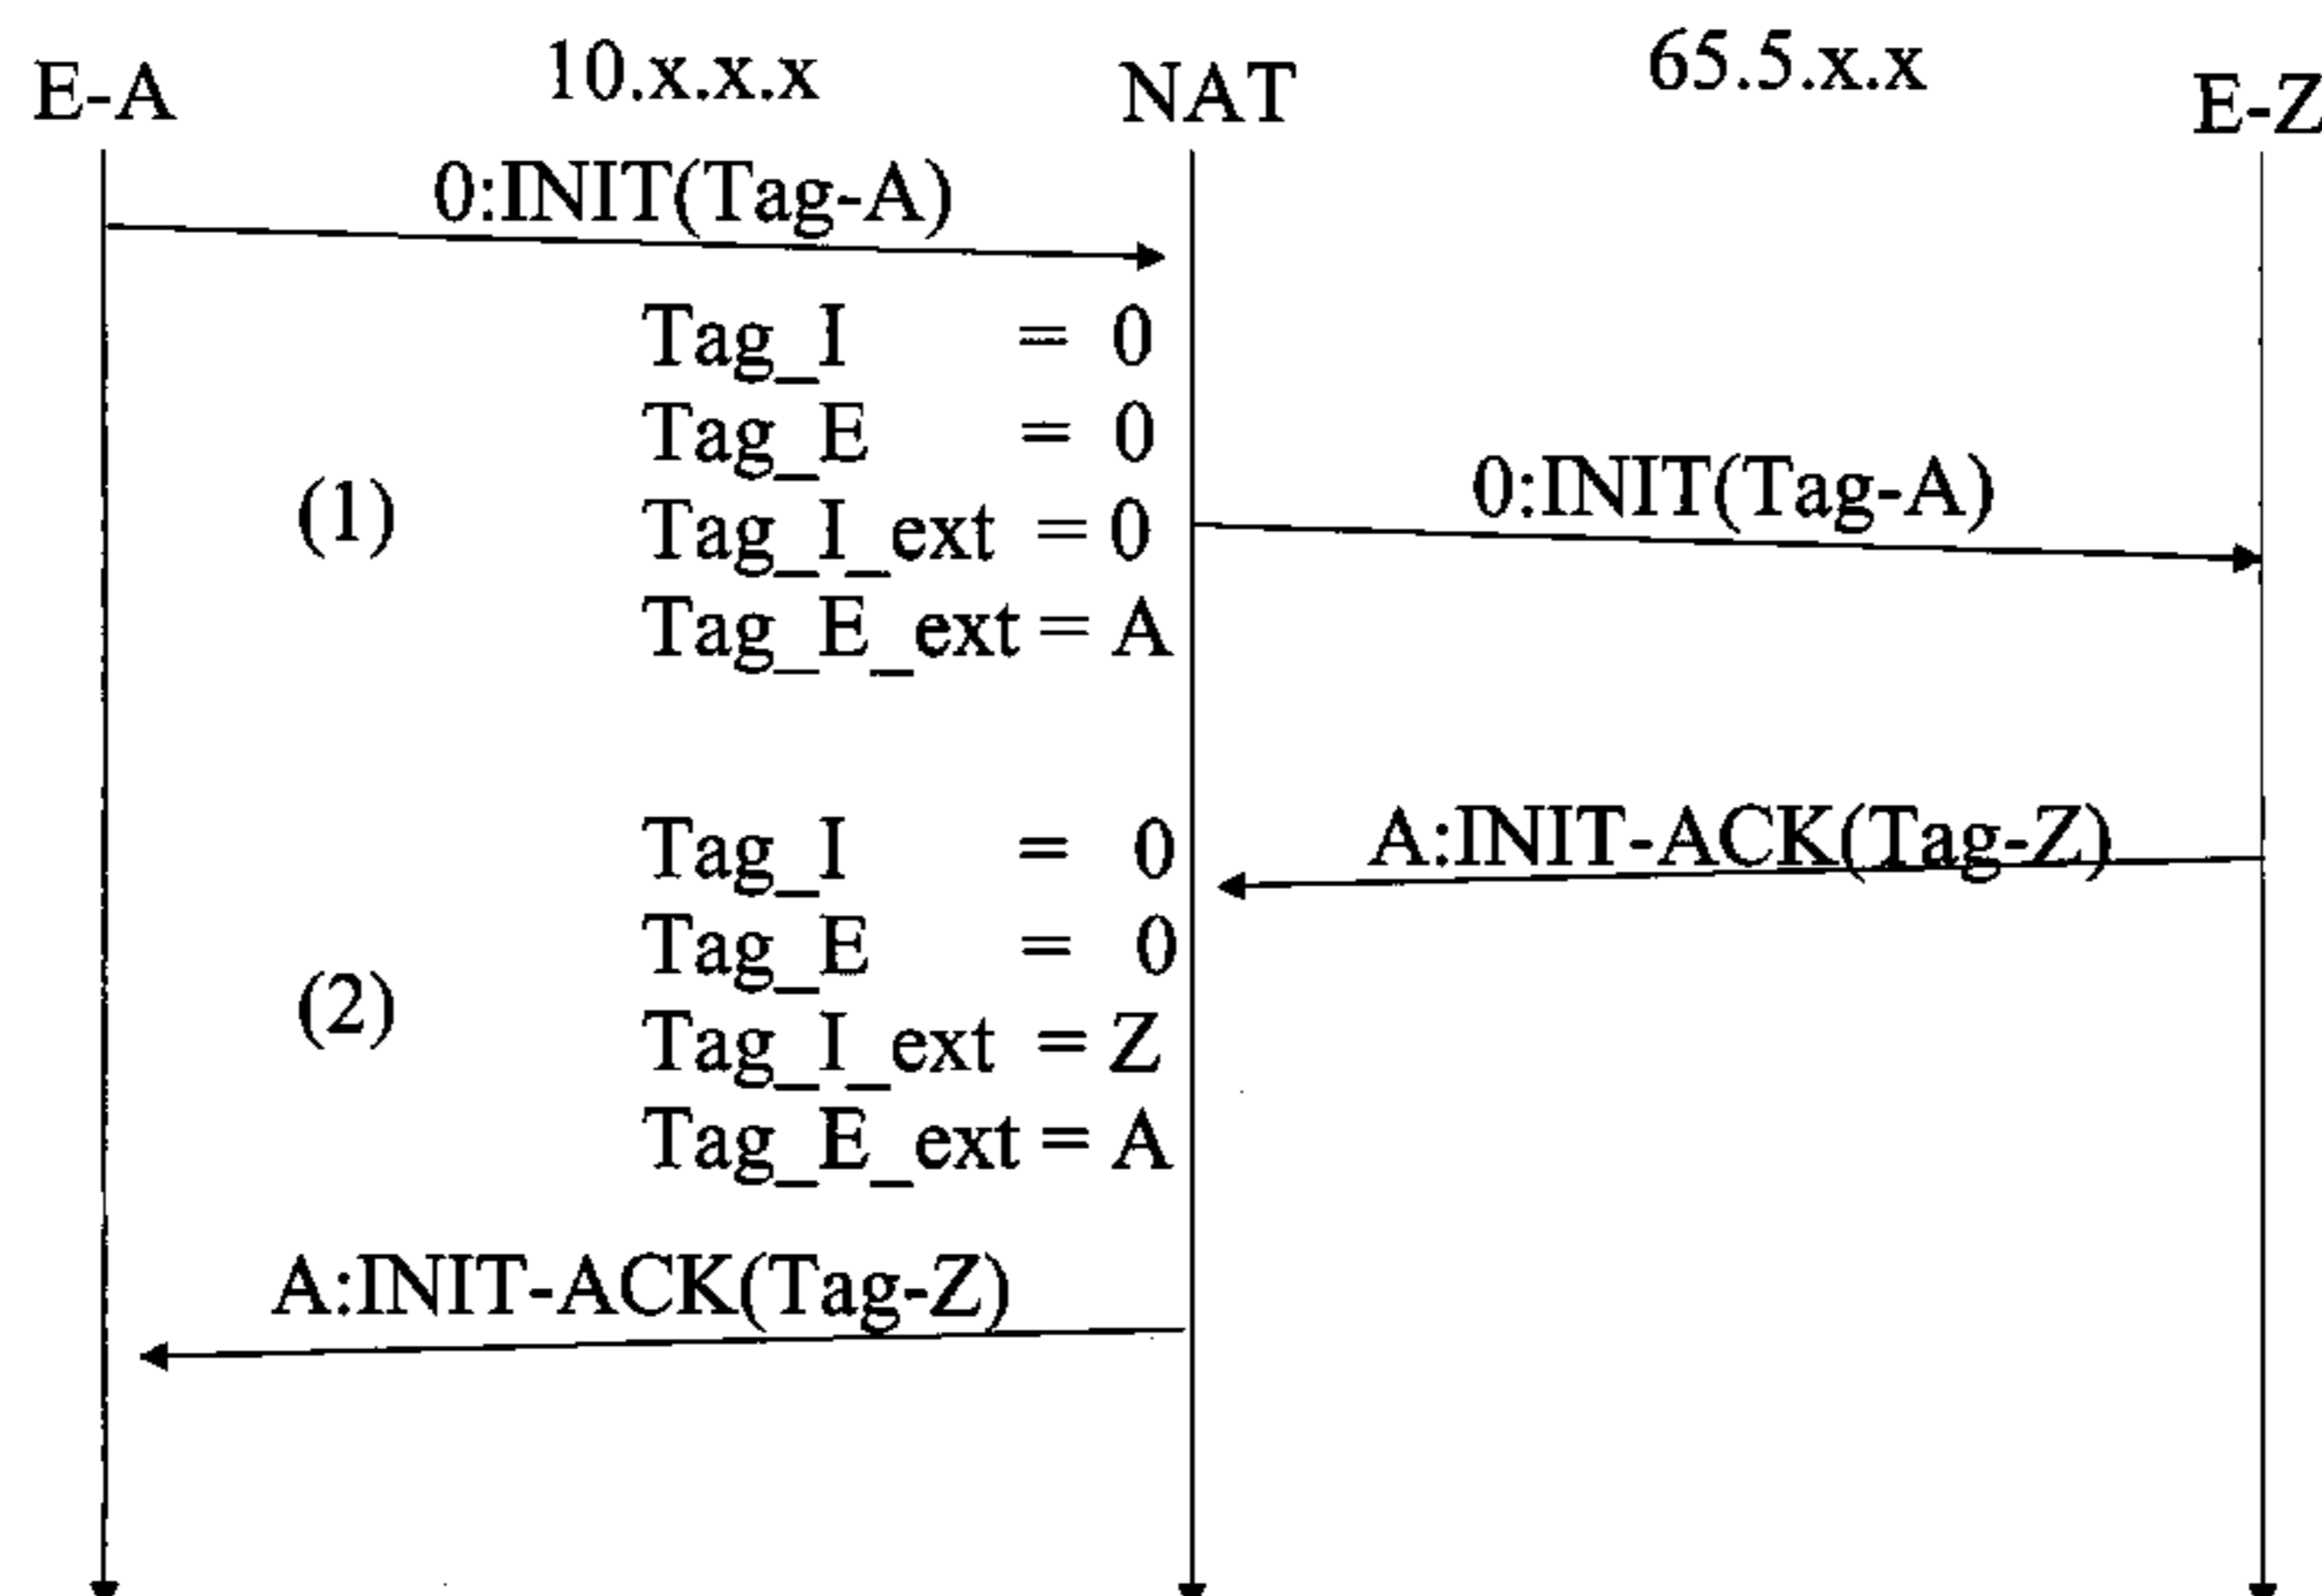 E-A 10.x.x.x NAT 65.5.x.x E-Z
0:INIT(Tag-A)
Tag_I = 0
Tag_E = 0
(1) Tag_I_ext = 0
0:INIT(Tag-A)
Tag_E_ext = A
A:INIT-ACK(Tag-Z)
Tag_I = 0
Tag_E = 0
(2) Tag_I_ext = Z
Tag_E_ext = A
A:INIT-ACK(Tag-Z)